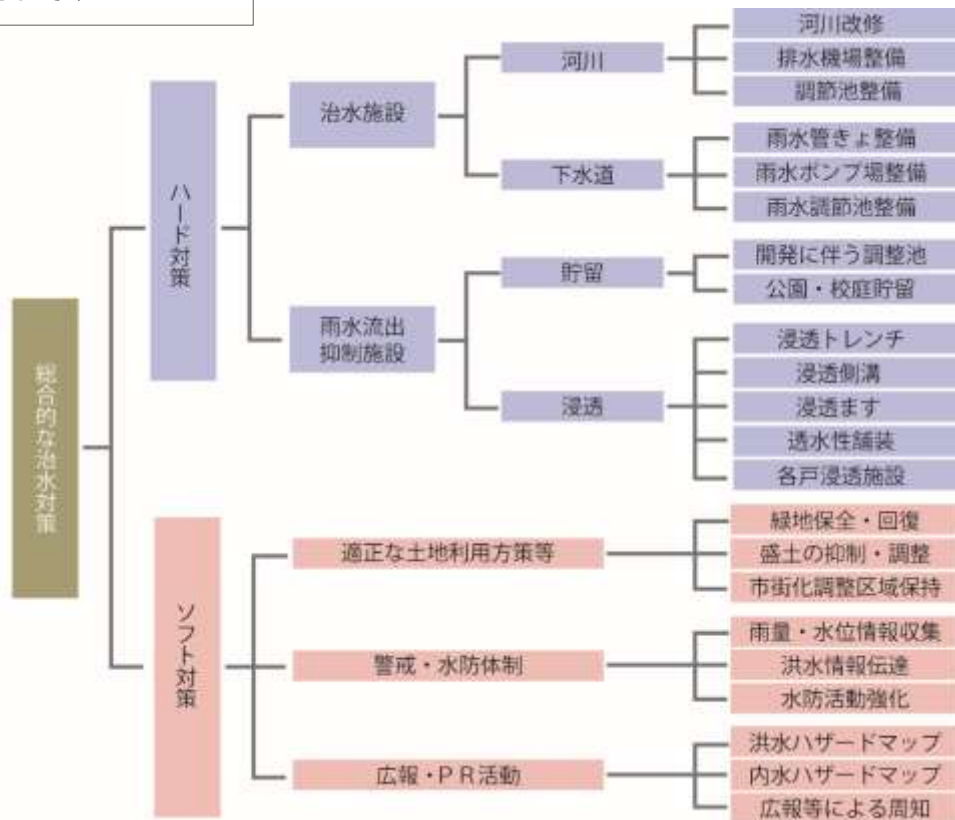 総合的な治水対策
ハード対策
治水施設
河川
河川改修
排水機場整備
調節池整備
下水道
雨水管きょ整備
雨水ポンプ場整備
雨水調節池整備
雨水流出
抑制施設
貯留
開発に伴う調整池
公園・校庭貯留
浸透
浸透トレンチ
浸透側溝
浸透ます
透水性舗装
各戸浸透施設
ソフト対策
適正な土地利用方策等
緑地保全・回復
盛土の抑制・調整
市街化調整区域保持
警戒・水防体制
雨量・水位情報収集
洪水情報伝達
水防活動強化
広報・PR活動
洪水ハザードマップ
内水ハザードマップ
広報等による周知